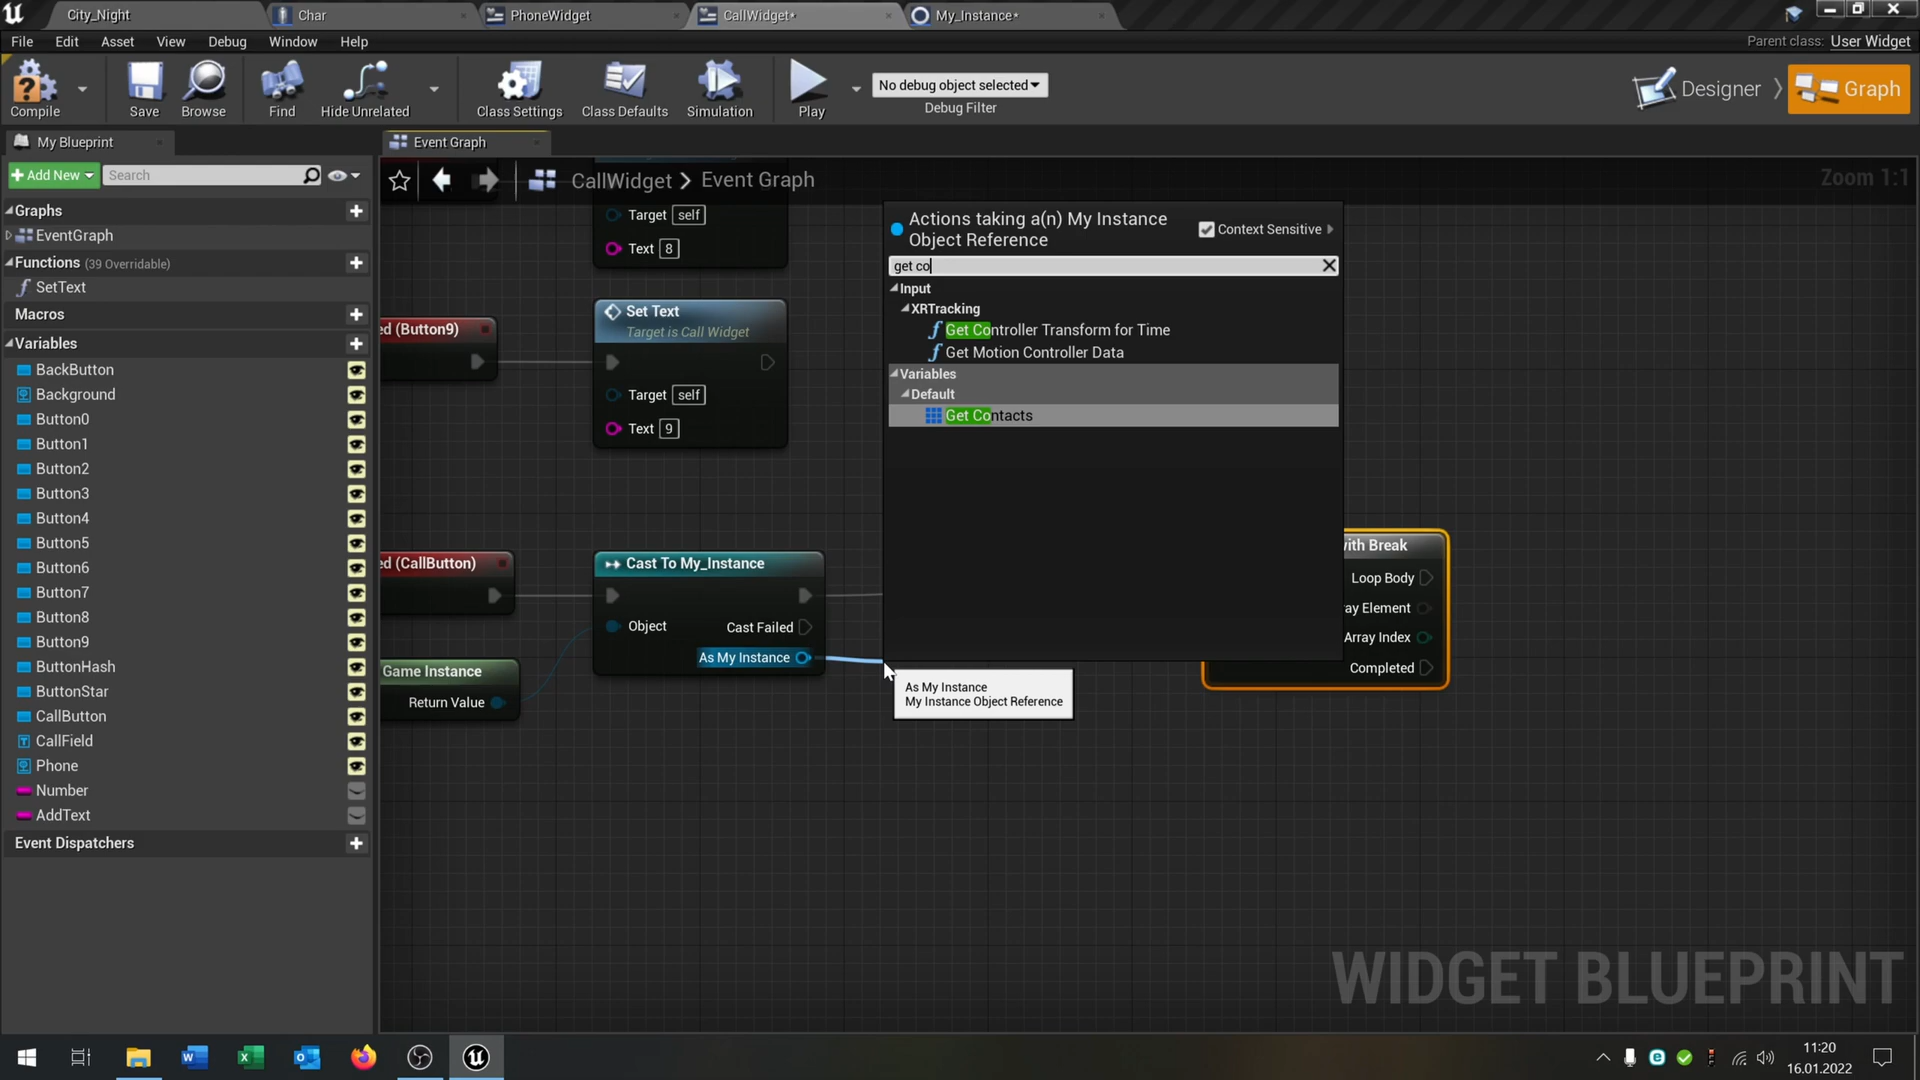 City_Night
Char
PhoneWidget
CallWidget*
My_Instance*
File
Edit
Asset
View
Debug
Window
Help
Parent class: User Widget
Compile
Save
Browse
Find
Hide Unrelated
Class Settings
Class Defaults
Simulation
Play
No debug object selected
Debug Filter
Designer
Graph
My Blueprint
Event Graph
Add New
Search
CallWidget > Event Graph
Zoom 1:1
Graphs
EventGraph
Functions (39 Overridable)
SetText
Macros
Variables
BackButton
Background
Button0
Button1
Button2
Button3
Button4
Button5
Button6
Button7
Button8
Button9
ButtonHash
ButtonStar
CallButton
CallField
Phone
Number
AddText
Event Dispatchers
Target self
Text 8
ed (Button9)
Set Text
Target is Call Widget
Target self
Text 9
ed (CallButton)
Cast To My_Instance
Object
Cast Failed
As My Instance
Game Instance
Return Value
Actions taking a(n) My Instance
Object Reference
Context Sensitive
get co
Input
XRTracking
Get Controller Transform for Time
Get Motion Controller Data
Variables
Default
Get Contacts
As My Instance
My Instance Object Reference
with Break
Loop Body
ay Element
Array Index
Completed
WIDGET BLUEPRINT
11:20
16.01.2022